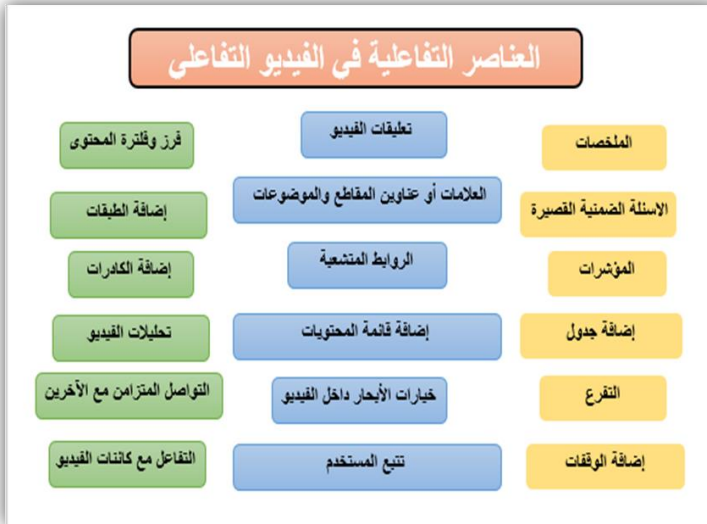 العناصر التفاعلية فى الفيديو التفاعلى
الملخصات
تعليقات الفيديو
فرز وفلترة المحتوى
الاسئلة الضمنية القصيرة
العلامات أو عناوين المقاطع والموضوعات
إضافة الطبقات
المؤشرات
الروابط المتشعبة
إضافة الكادرات
إضافة جدول
إضافة قائمة المحتويات
تحليلات الفيديو
التفرع
خيارات الأبحار داخل الفيديو
التواصل المتزامن مع الآخرين
إضافة الوقفات
تتبع المستخدم
التفاعل مع كائنات الفيديو